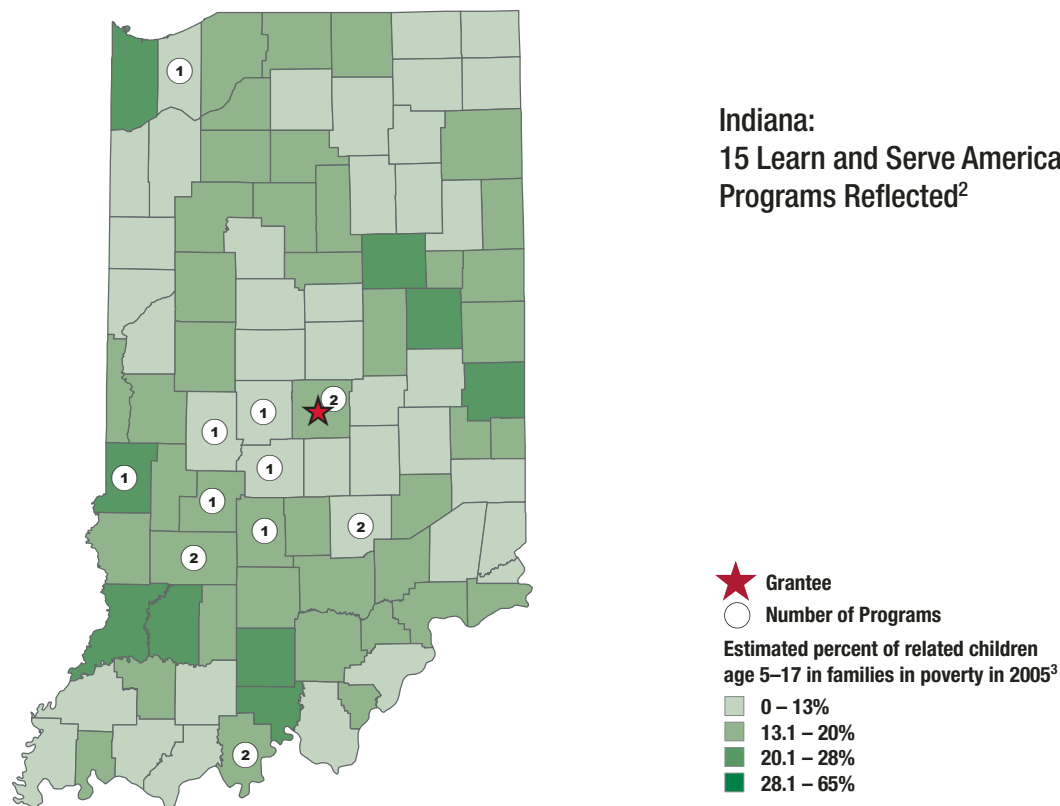 Indiana:
15 Learn and Serve America
Programs Reflected²
1
2
1
1
1
1
1
1
2
2
2
Grantee
Number of Programs
Estimated percent of related children
age 5–17 in families in poverty in 2005³
0 – 13%
13.1 – 20%
20.1 – 28%
28.1 – 65%